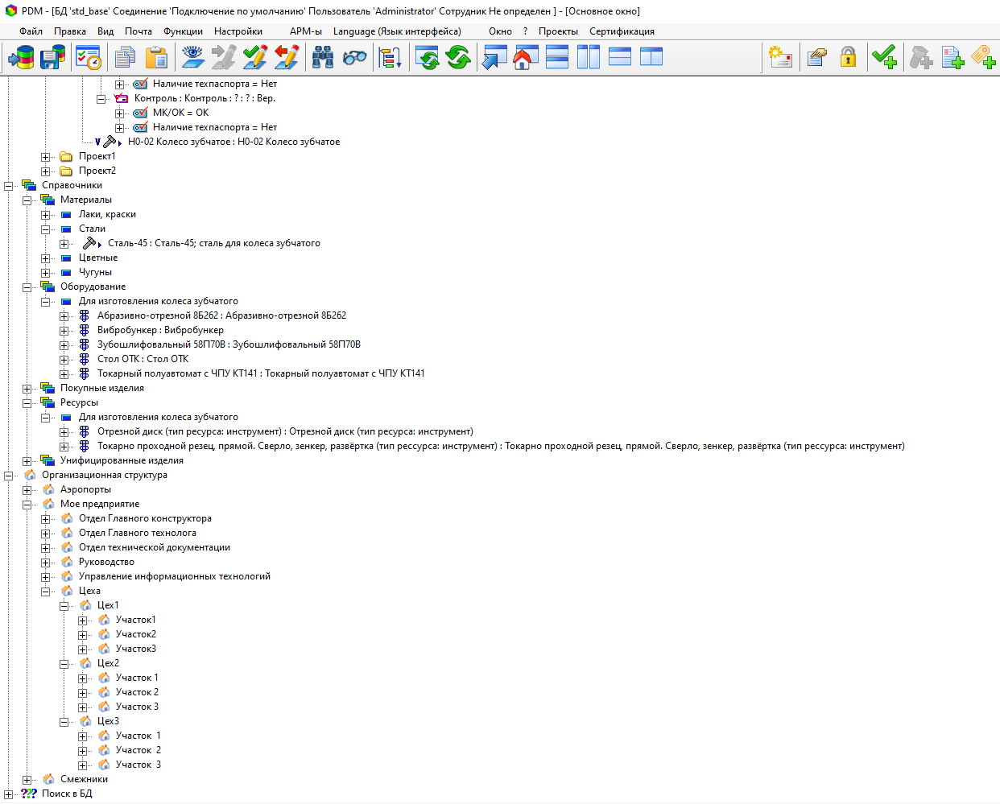 PDM - [БД 'std_base' Соединение 'Подключение по умолчанию' Пользователь 'Administrator' Сотрудник Не определен ] - [Основное окно]
Файл Правка Вид Почта Функции Настройки АРМ-ы Language (Язык интерфейса) Окно ? Проекты Сертификация
Наличие техпаспорта = Нет
Контроль : Контроль : ? : ? : Вер.
МК/ОК = ОК
Наличие техпаспорта = Нет
V Н0-02 Колесо зубчатое : Н0-02 Колесо зубчатое
Проект1
Проект2
Справочники
Материалы
Лаки, краски
Стали
Сталь-45 : Сталь-45; сталь для колеса зубчатого
Цветные
Чугуны
Оборудование
Для изготовления колеса зубчатого
Абразивно-отрезной 8Б262 : Абразивно-отрезной 8Б262
Вибробункер : Вибробункер
Зубошлифовальный 58П70В : Зубошлифовальный 58П70В
Стол ОТК : Стол ОТК
Токарный полуавтомат с ЧПУ КТ141 : Токарный полуавтомат с ЧПУ КТ141
Покупные изделия
Ресурсы
Для изготовления колеса зубчатого
Отрезной диск (тип ресурса: инструмент) : Отрезной диск (тип ресурса: инструмент)
Токарно проходной резец, прямой. Сверло, зенкер, развёртка (тип рессурса: инструмент) : Токарно проходной резец, прямой. Сверло, зенкер, развёртка (тип рессурса: инструмент)
Унифицированные изделия
Организационная структура
Аэропорты
Мое предприятие
Отдел Главного конструктора
Отдел Главного технолога
Отдел технической документации
Руководство
Управление информационных технологий
Цеха
Цех1
Участок1
Участок2
Участок3
Цех2
Участок 1
Участок 2
Участок 3
Цех3
Участок 1
Участок 2
Участок 3
Смежники
??? Поиск в БД